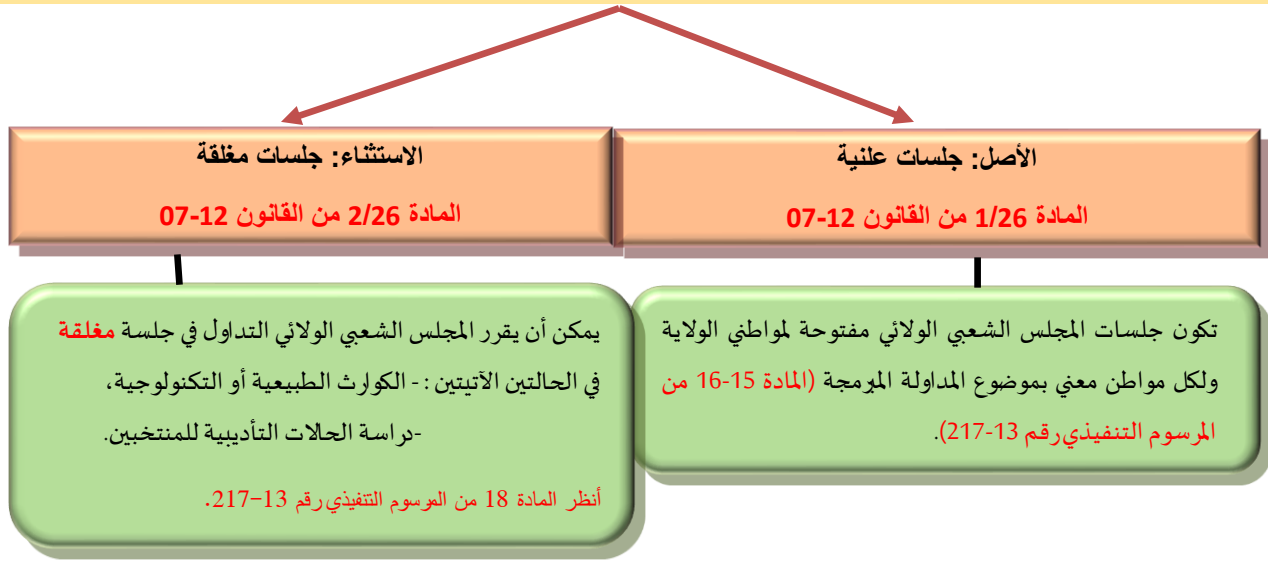 الأصل: جلسات علنية
المادة 1/26 من القانون 12-07
تكون جلسات المجلس الشعبي الولائي مفتوحة لمواطني الولاية
ولكل مواطن معني بموضوع المداولة المبرمجة (المادة 15-16 من
المرسوم التنفيذي رقم 13-217).
الاستثناء: جلسات مغلقة
المادة 2/26 من القانون 12-07
يمكن أن يقرر المجلس الشعبي الولائي التداول في جلسة مغلقة
في الحالتين الآتيتين: - الكوارث الطبيعية أو التكنولوجية،
-دراسة الحالات التأديبية للمنتخبين.
أنظر المادة 18 من المرسوم التنفيذي رقم 13-217.